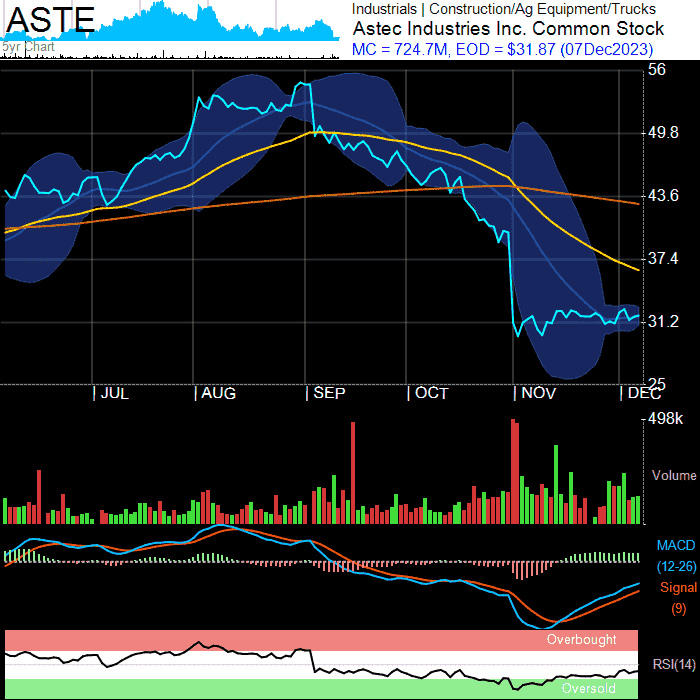 ASTE
5yr Chart
Industrials | Construction/Ag Equipment/Trucks
Astec Industries Inc. Common Stock
MC = 724.7M, EOD = $31.87 (07Dec2023)
56
49.8
43.6
37.4
31.2
25
JUL AUG SEP OCT NOV DEC
498k
Volume
MACD
(12-26)
Signal
(9)
Overbought
RSI(14)
Oversold